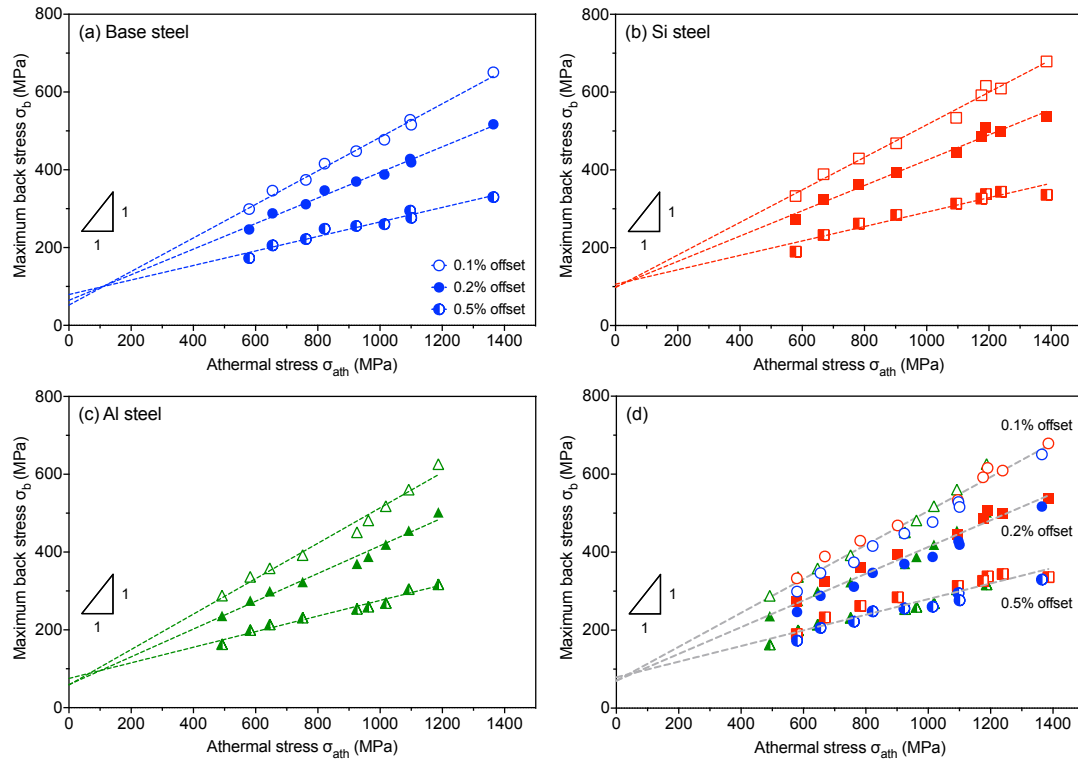 (a) Base steel
Maximum back stress σb (MPa)
800
600
400
200
0
1
1
0.1% offset
0.2% offset
0.5% offset
0 200 400 600 800 1000 1200 1400
Athermal stress σath (MPa)
(b) Si steel
Maximum back stress σb (MPa)
800
600
400
200
0
1
1
0 200 400 600 800 1000 1200 1400
Athermal stress σath (MPa)
(c) Al steel
Maximum back stress σb (MPa)
800
600
400
200
0
1
1
0 200 400 600 800 1000 1200 1400
Athermal stress σath (MPa)
(d)
Maximum back stress σb (MPa)
800
600
400
200
0
1
1
0.1% offset
0.2% offset
0.5% offset
0 200 400 600 800 1000 1200 1400
Athermal stress σath (MPa)